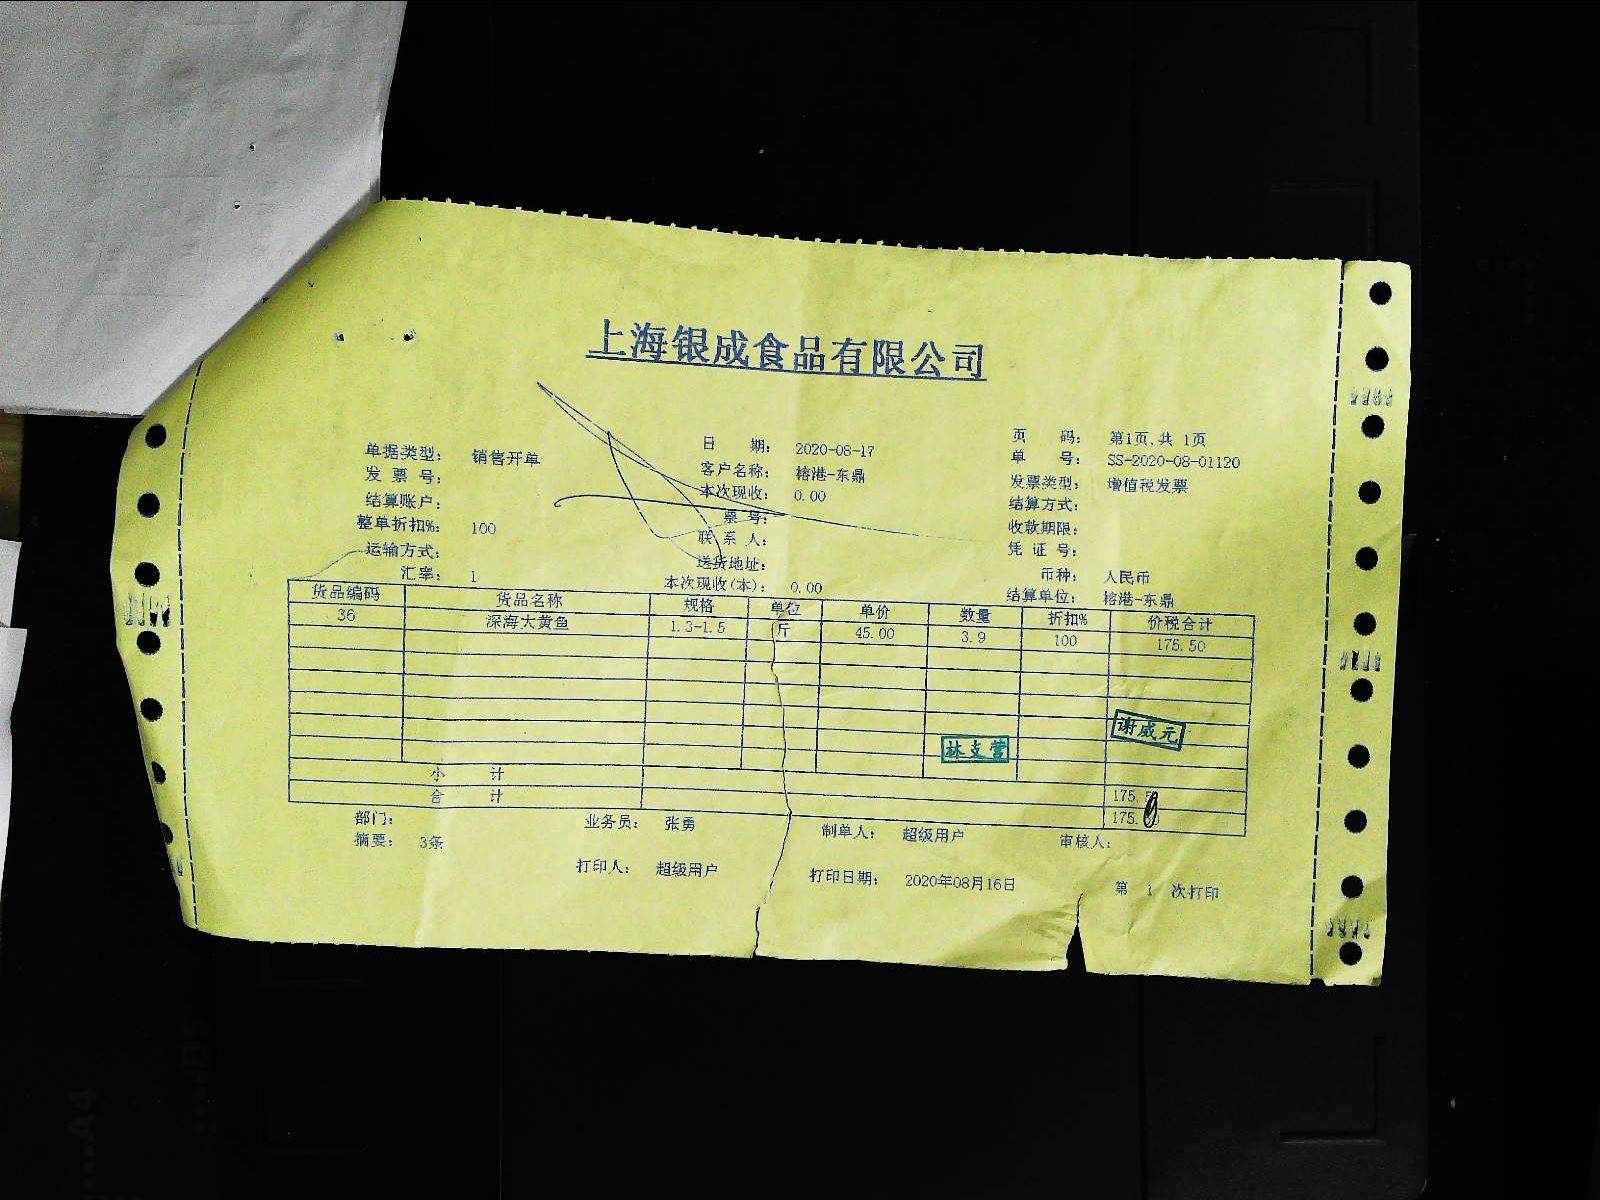 上海银成食品有限公司
单据类型： 销售开单 日 期： 2020-08-17 页 码： 第1页,共 1页
发 票 号： 客户名称： 榕港-东鼎 单 号： SS-2020-08-01120
结算账户： 本次现收： 0.00 发票类型： 增值税发票
整单折扣%： 100 票 号： 结算方式：
运输方式： 联 系 人： 收款期限：
汇率： 1 送货地址： 凭 证 号：
本次现收(本)： 0.00 币种： 人民币
结算单位： 榕港-东鼎
货品编码 货品名称 规格 单位 单价 数量 折扣% 价税合计
36 深海大黄鱼 1.3-1.5 斤 45.00 3.9 100 175.50
谢威元
林支营
小 计 175.
合 计 175.
部门： 业务员： 张勇 制单人： 超级用户 审核人：
摘要： 3条
打印人： 超级用户 打印日期： 2020年08月16日 第 1 次打印